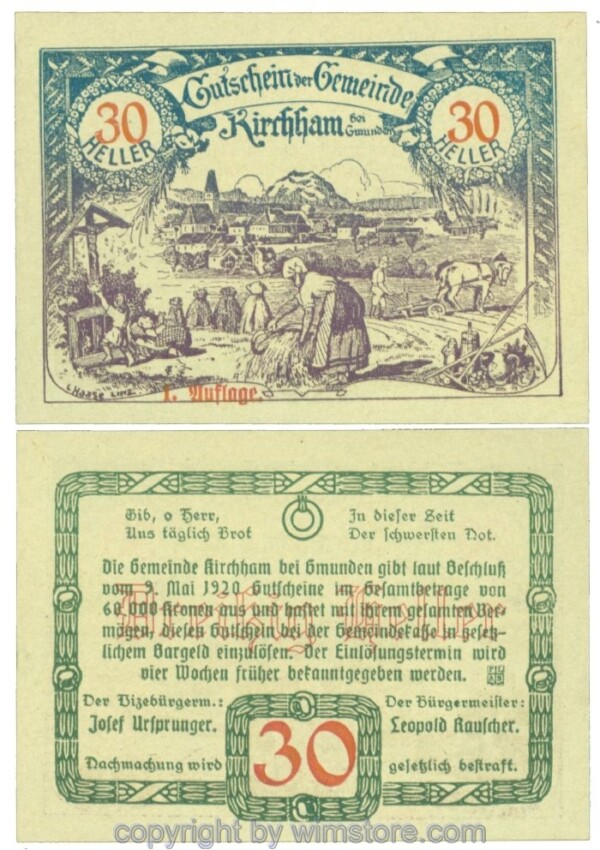 Gutschein der Gemeinde
Kirchham bei Gmunden
30 HELLER
30 HELLER
L. Haase LINZ.
1. Auflage.
Gib, o Herr,
Uns täglich Brot
In dieser Zeit
Der schwersten Not.
Die Gemeinde Kirchham bei Gmunden gibt laut Beschluß
vom 9. Mai 1920 Gutscheine im Gesamtbetrage von
60.000 Kronen aus und haftet mit ihrem gesamten Ver-
mögen, diesen Gutschein bei der Gemeindekasse in gesetz-
lichem Bargeld einzulösen. Der Einlösungstermin wird
vier Wochen früher bekanntgegeben werden.
Dreißig Heller
Der Vizebürgerm.:
Josef Ursprunger.
Der Bürgermeister:
Leopold Rauscher.
30
Nachmachung wird gesetzlich bestraft.
copyright by wimstore.com